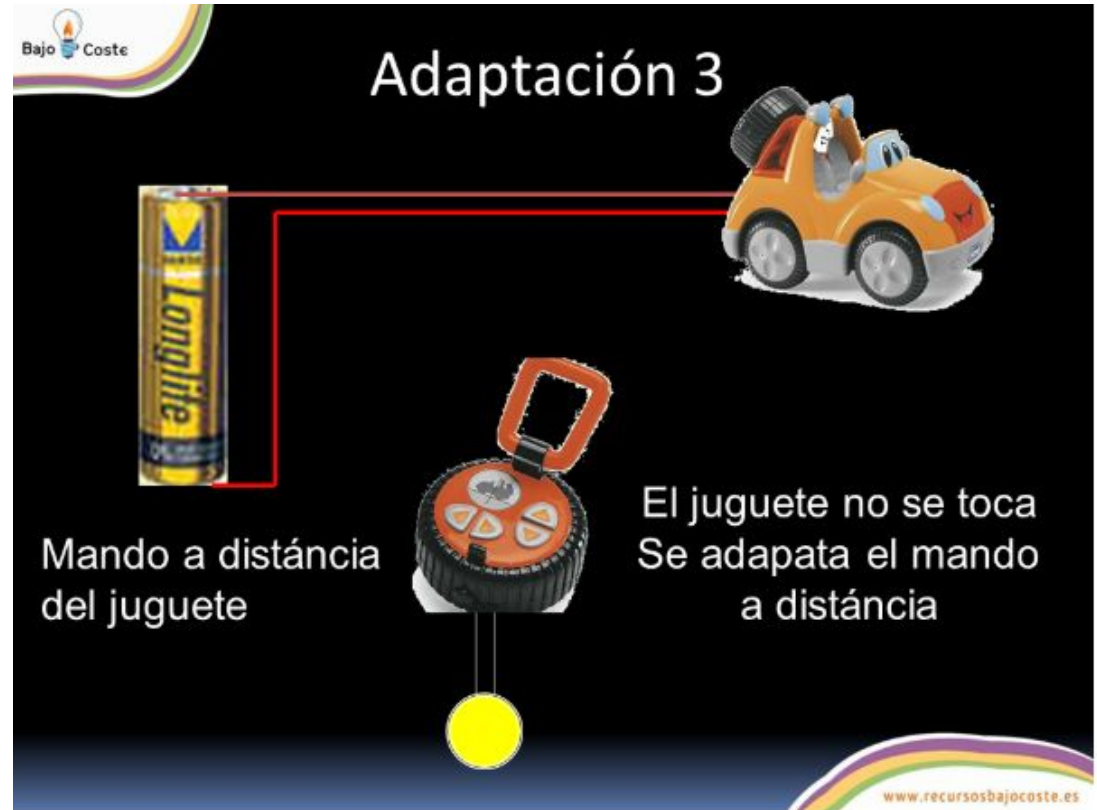 Bajo Coste
Adaptación 3
Longlife
Mando a distáncia
del juguete
El juguete no se toca
Se adapata el mando
a distáncia
www.recursosbajocoste.es